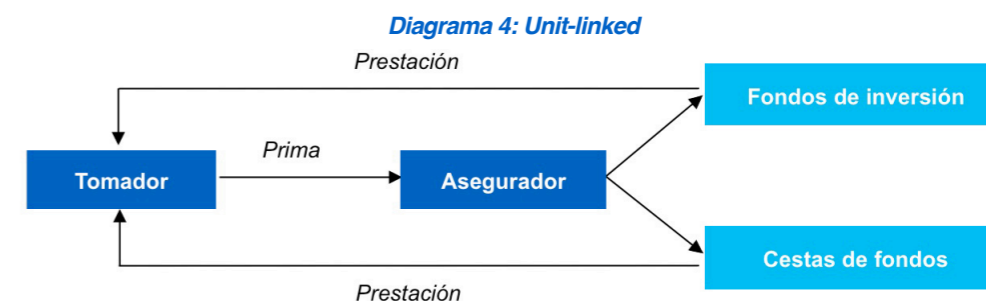 Diagrama 4: Unit-linked
Prestación
Fondos de inversión
Prima
Tomador
Asegurador
Cestas de fondos
Prestación